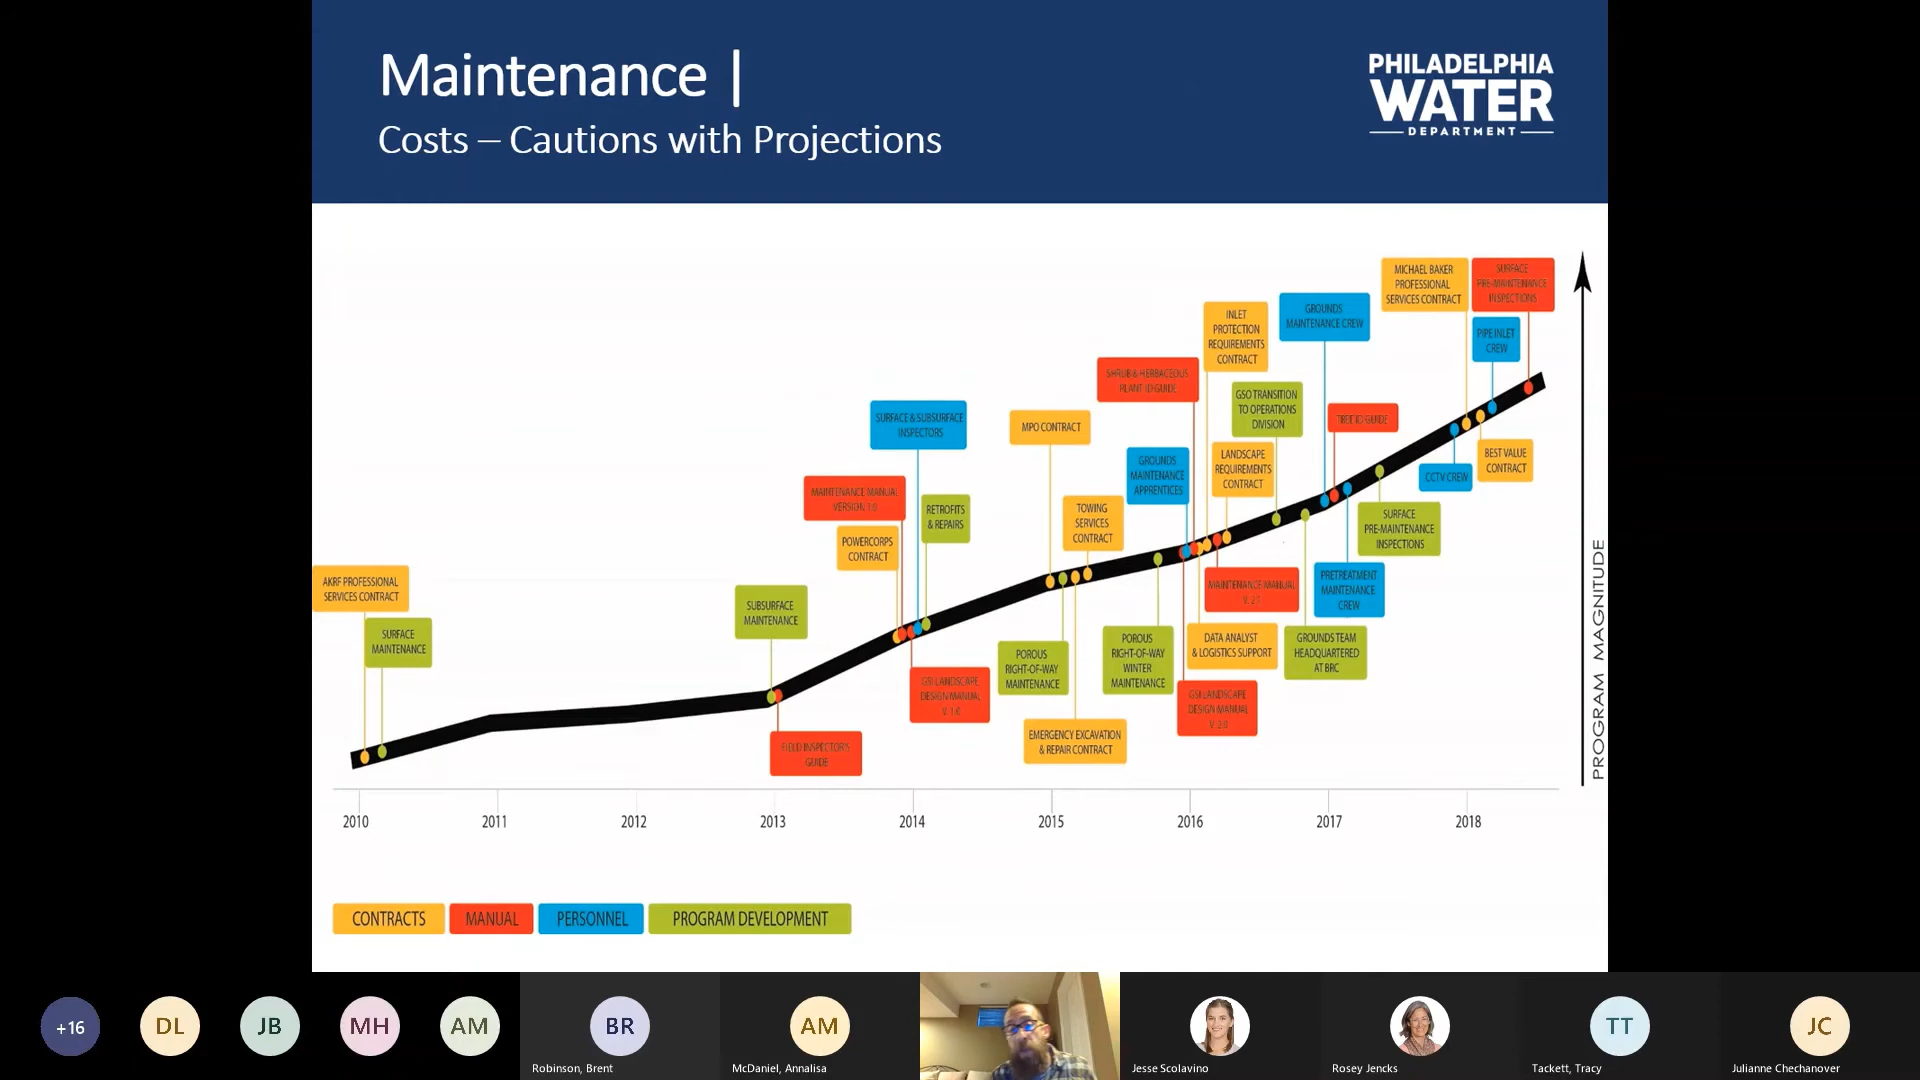 Maintenance |
Costs – Cautions with Projections
PHILADELPHIA
WATER
DEPARTMENT
AKRF PROFESSIONAL
SERVICES CONTRACT
SURFACE
MAINTENANCE
SUBSURFACE
MAINTENANCE
FIELD INSPECTOR'S
GUIDE
MAINTENANCE MANUAL
VERSION 1.0
POWERCORPS
CONTRACT
SURFACE & SUBSURFACE
INSPECTORS
RETROFITS
& REPAIRS
GSI LANDSCAPE
DESIGN MANUAL
V. 1.0
MPO CONTRACT
TOWING
SERVICES
CONTRACT
POROUS
RIGHT-OF-WAY
MAINTENANCE
EMERGENCY EXCAVATION
& REPAIR CONTRACT
SHRUB & HERBACEOUS
PLANT ID GUIDE
GROUNDS
MAINTENANCE
APPRENTICES
POROUS
RIGHT-OF-WAY
WINTER
MAINTENANCE
GSI LANDSCAPE
DESIGN MANUAL
V. 2.0
INLET
PROTECTION
REQUIREMENTS
CONTRACT
GSO TRANSITION
TO OPERATIONS
DIVISION
LANDSCAPE
REQUIREMENTS
CONTRACT
MAINTENANCE MANUAL
DATA ANALYST
& LOGISTICS SUPPORT
GROUNDS
MAINTENANCE CREW
TREE ID GUIDE
PRETREATMENT
MAINTENANCE
CREW
GROUNDS TEAM
HEADQUARTERED
AT BRC
SURFACE
PRE-MAINTENANCE
INSPECTIONS
MICHAEL BAKER
PROFESSIONAL
SERVICES CONTRACT
SURFACE
PRE-MAINTENANCE
INSPECTIONS
PIPE INLET
CREW
CCTV CREW
BEST VALUE
CONTRACT
PROGRAM MAGNITUDE
2010 2011 2012 2013 2014 2015 2016 2017 2018
CONTRACTS MANUAL PERSONNEL PROGRAM DEVELOPMENT
+16 DL JB MH AM BR AM TT JC
Robinson, Brent McDaniel, Annalisa Jesse Scolavino Rosey Jencks Tackett, Tracy Julianne Chechanover